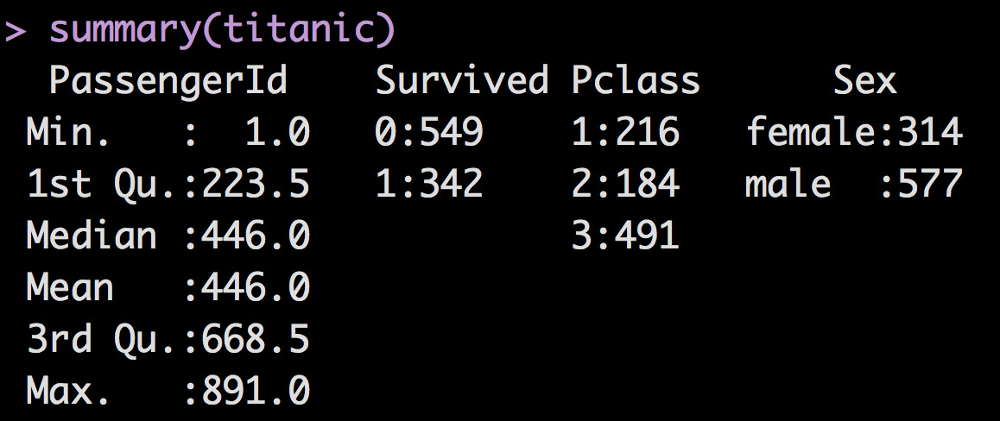 > summary(titanic)
  PassengerId    Survived Pclass      Sex
 Min.   :  1.0   0:549    1:216   female:314
 1st Qu.:223.5   1:342    2:184   male  :577
 Median :446.0            3:491
 Mean   :446.0
 3rd Qu.:668.5
 Max.   :891.0